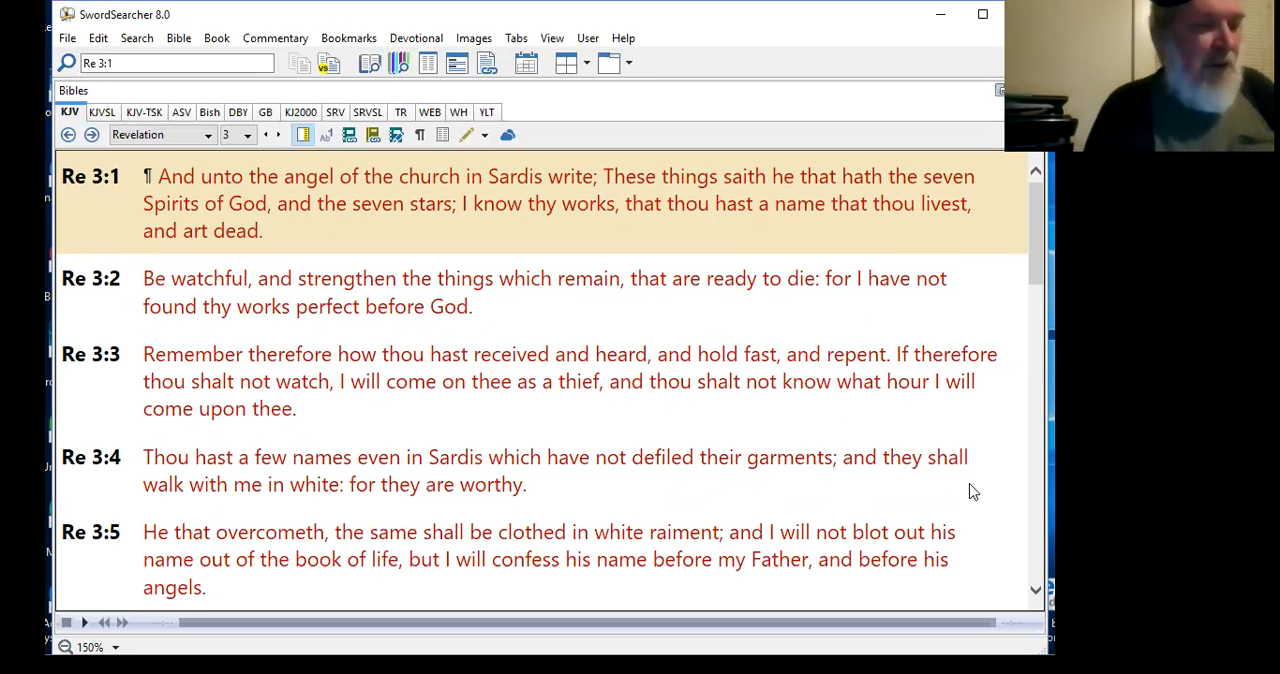 SwordSearcher 8.0
File Edit Search Bible Book Commentary Bookmarks Devotional Images Tabs View User Help
Re 3:1
Bibles
KJV KJVSL KJV-TSK ASV Bish DBY GB KJ2000 SRV SRVSL TR WEB WH YLT
Revelation 3
Re 3:1 ¶ And unto the angel of the church in Sardis write; These things saith he that hath the seven
Spirits of God, and the seven stars; I know thy works, that thou hast a name that thou livest,
and art dead.
Re 3:2 Be watchful, and strengthen the things which remain, that are ready to die: for I have not
found thy works perfect before God.
Re 3:3 Remember therefore how thou hast received and heard, and hold fast, and repent. If therefore
thou shalt not watch, I will come on thee as a thief, and thou shalt not know what hour I will
come upon thee.
Re 3:4 Thou hast a few names even in Sardis which have not defiled their garments; and they shall
walk with me in white: for they are worthy.
Re 3:5 He that overcometh, the same shall be clothed in white raiment; and I will not blot out his
name out of the book of life, but I will confess his name before my Father, and before his
angels.
150%